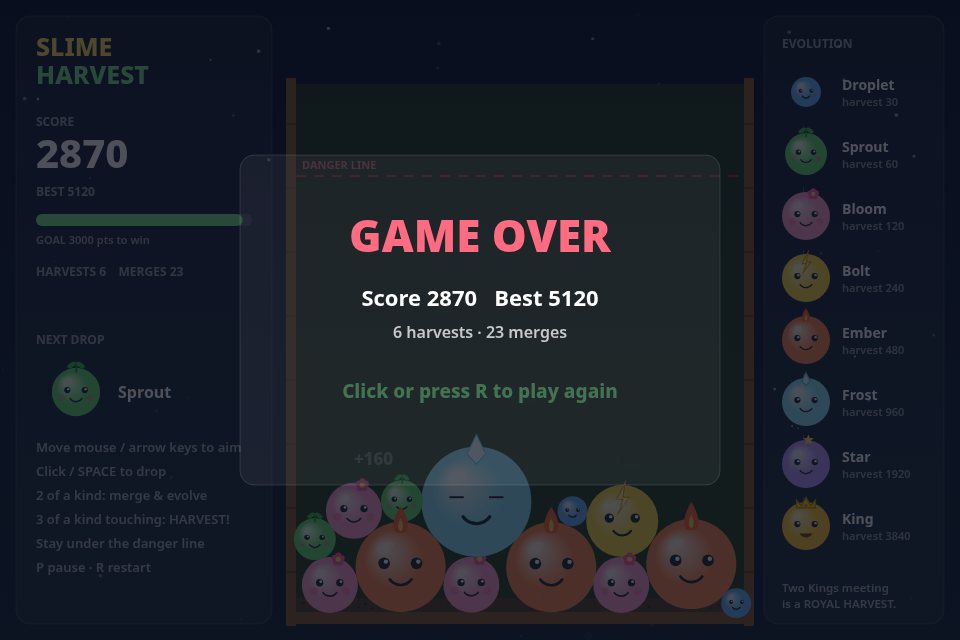 SLIME
HARVEST
SCORE
2870
BEST 5120
GOAL 3000 pts to win
HARVESTS 6 MERGES 23
NEXT DROP
Sprout
Move mouse / arrow keys to aim
Click / SPACE to drop
2 of a kind: merge & evolve
3 of a kind touching: HARVEST!
Stay under the danger line
P pause · R restart
DANGER LINE
GAME OVER
Score 2870 Best 5120
6 harvests · 23 merges
Click or press R to play again
+160
EVOLUTION
Droplet
harvest 30
Sprout
harvest 60
Bloom
harvest 120
Bolt
harvest 240
Ember
harvest 480
Frost
harvest 960
Star
harvest 1920
King
harvest 3840
Two Kings meeting
is a ROYAL HARVEST.